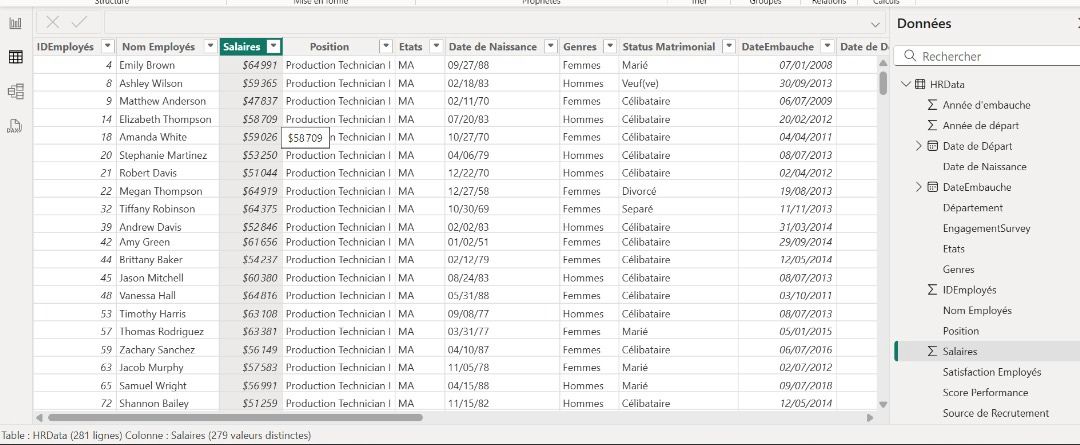 Structure Mise en forme Propriétés Trier Groupes Relations Calculs
IDEmployés Nom Employés Salaires Position Etats Date de Naissance Genres Status Matrimonial DateEmbauche Date de D
4 Emily Brown $64 991 Production Technician I MA 09/27/88 Femmes Marié 07/01/2008
8 Ashley Wilson $59 365 Production Technician I MA 02/18/83 Hommes Veuf(ve) 30/09/2013
9 Matthew Anderson $47 837 Production Technician I MA 02/11/70 Femmes Célibataire 06/07/2009
14 Elizabeth Thompson $58 709 Production Technician I MA 07/20/83 Hommes Célibataire 20/02/2012
18 Amanda White $59 026 $58 709 n Technician I MA 10/27/70 Femmes Célibataire 04/04/2011
20 Stephanie Martinez $53 250 Production Technician I MA 04/06/79 Hommes Célibataire 08/07/2013
21 Robert Davis $51 044 Production Technician I MA 12/22/70 Hommes Célibataire 02/04/2012
22 Megan Thompson $64 919 Production Technician I MA 12/27/58 Femmes Divorcé 19/08/2013
32 Tiffany Robinson $64 375 Production Technician I MA 10/30/69 Femmes Separé 11/11/2013
39 Andrew Davis $52 846 Production Technician I MA 02/02/83 Hommes Célibataire 31/03/2014
42 Amy Green $61 656 Production Technician I MA 01/02/51 Femmes Célibataire 29/09/2014
44 Brittany Baker $54 237 Production Technician I MA 02/12/79 Femmes Célibataire 12/05/2014
45 Jason Mitchell $60 380 Production Technician I MA 08/24/83 Hommes Célibataire 08/07/2013
48 Vanessa Hall $64 816 Production Technician I MA 05/31/88 Femmes Célibataire 03/10/2011
53 Timothy Harris $63 108 Production Technician I MA 09/08/77 Hommes Célibataire 08/07/2013
57 Thomas Rodriguez $63 381 Production Technician I MA 03/31/77 Femmes Marié 05/01/2015
59 Zachary Sanchez $56 149 Production Technician I MA 04/10/87 Femmes Célibataire 06/07/2016
63 Jacob Murphy $57 583 Production Technician I MA 11/05/78 Femmes Marié 02/07/2012
65 Samuel Wright $56 991 Production Technician I MA 04/15/88 Hommes Marié 09/07/2018
72 Shannon Bailey $51 259 Production Technician I MA 11/15/82 Hommes Célibataire 12/05/2014
Table : HRData (281 lignes) Colonne : Salaires (279 valeurs distinctes)
Données
Rechercher
HRData
Année d'embauche
Année de départ
Date de Départ
Date de Naissance
DateEmbauche
Département
EngagementSurvey
Etats
Genres
IDEmployés
Nom Employés
Position
Salaires
Satisfaction Employés
Score Performance
Source de Recrutement